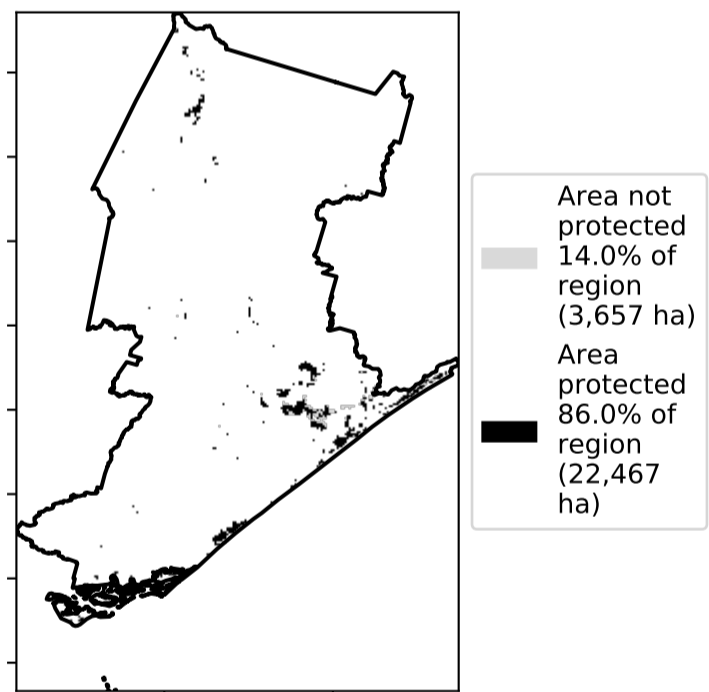 Area not
protected
14.0% of
region
(3,657 ha)
Area
protected
86.0% of
region
(22,467
ha)